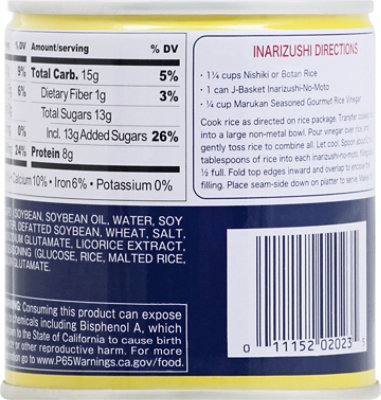 % DV Amount/serving % DV
9% Total Carb. 15g 5%
6% Dietary Fiber 1g 3%
Total Sugars 13g
0% Incl. 13g Added Sugars 26%
24% Protein 8g
Calcium 10% • Iron 6% • Potassium 0%
SOYBEAN, SOYBEAN OIL, WATER, SOY
DEFATTED SOYBEAN, WHEAT, SALT,
GLUTAMATE, LICORICE EXTRACT,
(GLUCOSE, RICE, MALTED RICE,
GLUTAMATE.
Consuming this product can expose
chemicals including Bisphenol A, which
to the State of California to cause birth
or other reproductive harm. For more
go to www.P65Warnings.ca.gov/food.
INARIZUSHI DIRECTIONS
• 1¼ cups Nishiki or Botan Rice
• 1 can J-Basket Inarizushi-No-Moto
• ¼ cup Marukan Seasoned Gourmet Rice Vinegar
Cook rice as directed on rice package. Transfer cooked
into a large non-metal bowl. Pour vinegar over rice, and
gently toss rice to combine all. Let cool. Spoon about
tablespoons of rice into each inarizushi-no-moto, filling
½ full. Fold top edges inward and overlap to enclose the
filling. Place seam-side down on platter to serve.
0 11152 02023 5